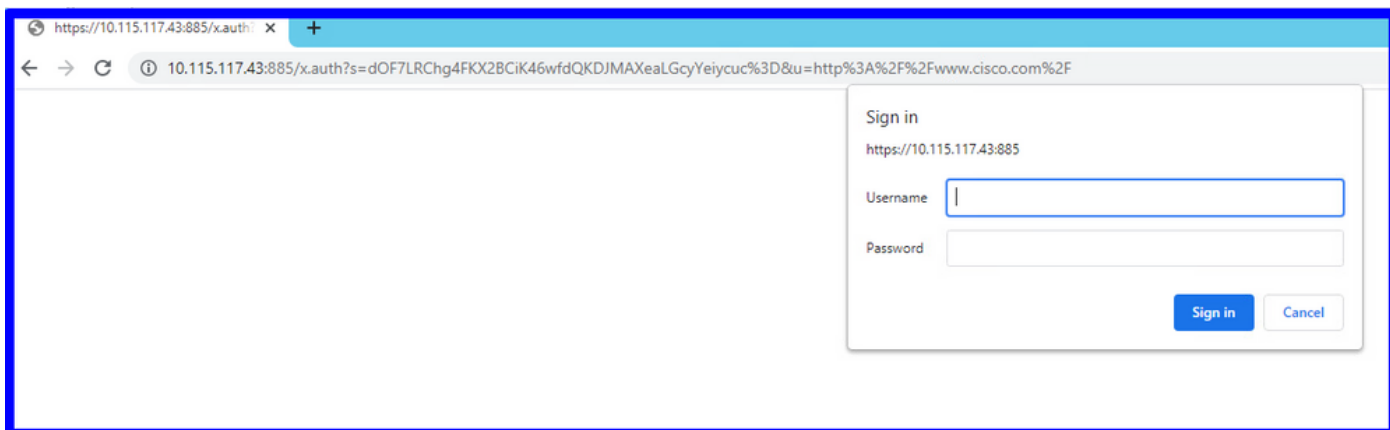 https://10.115.117.43:885/x.auth?
10.115.117.43:885/x.auth?s=dOF7LRChg4FKX2BCiK46wfdQKDJMAXeaLGcyYeiycuc%3D&u=http%3A%2F%2Fwww.cisco.com%2F
Sign in
https://10.115.117.43:885
Username
Password
Sign in Cancel